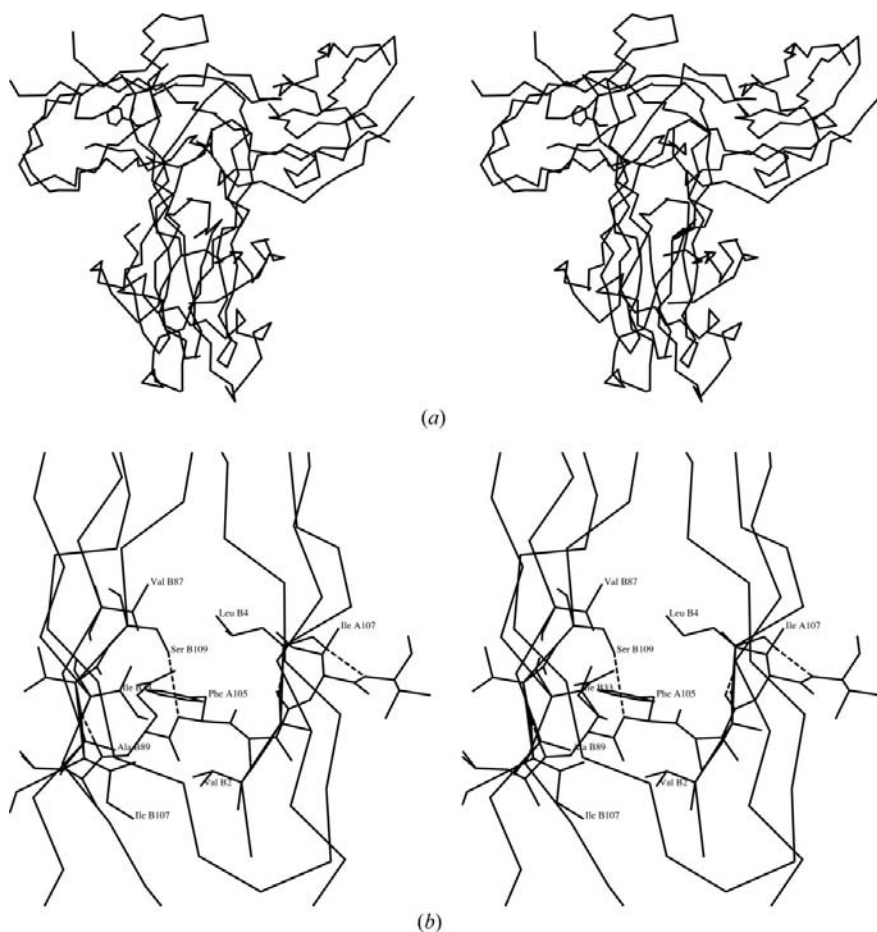 (a)
Val B87
Leu B4
Ile A107
Ser B109
Phe A105
Ala B89
Val B2
Ile B107
Val B87
Leu B4
Ile A107
Ser B109
Ile B33
Phe A105
Ala B89
Val B2
Ile B107
(b)